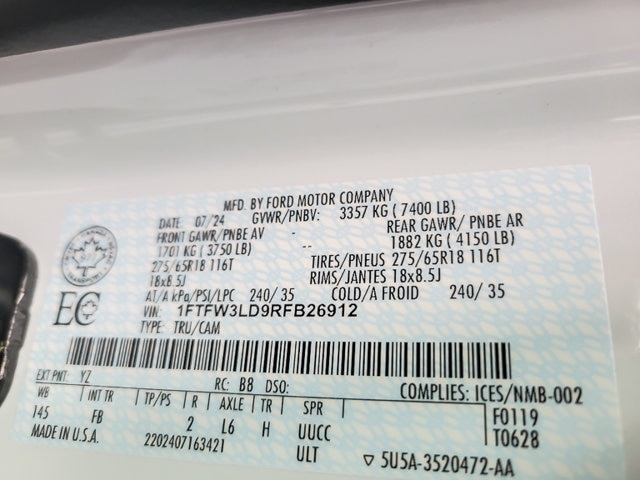 MFD. BY FORD MOTOR COMPANY
DATE: 07/24 GVWR/PNBV: 3357 KG ( 7400 LB)
FRONT GAWR/ PNBE AV REAR GAWR/ PNBE AR
1701 KG ( 3750 LB) -- 1882 KG ( 4150 LB)
275/65R18 116T TIRES/PNEUS 275/65R18 116T
18x8.5J RIMS/JANTES 18x8.5J
AT/A kPa/PSI/LPC 240/ 35 COLD/A FROID 240/ 35
EC
VIN: 1FTFW3LD9RFB26912
TYPE: TRU/CAM
EXT PNT: YZ RC: B8 DSO: COMPLIES: ICES/NMB-002
WB INT TR TP/PS R AXLE TR SPR F0119
145 FB 2 L6 H UUCC T0628
MADE IN U.S.A. 2202407163421 ULT ▽ 5U5A-3520472-AA